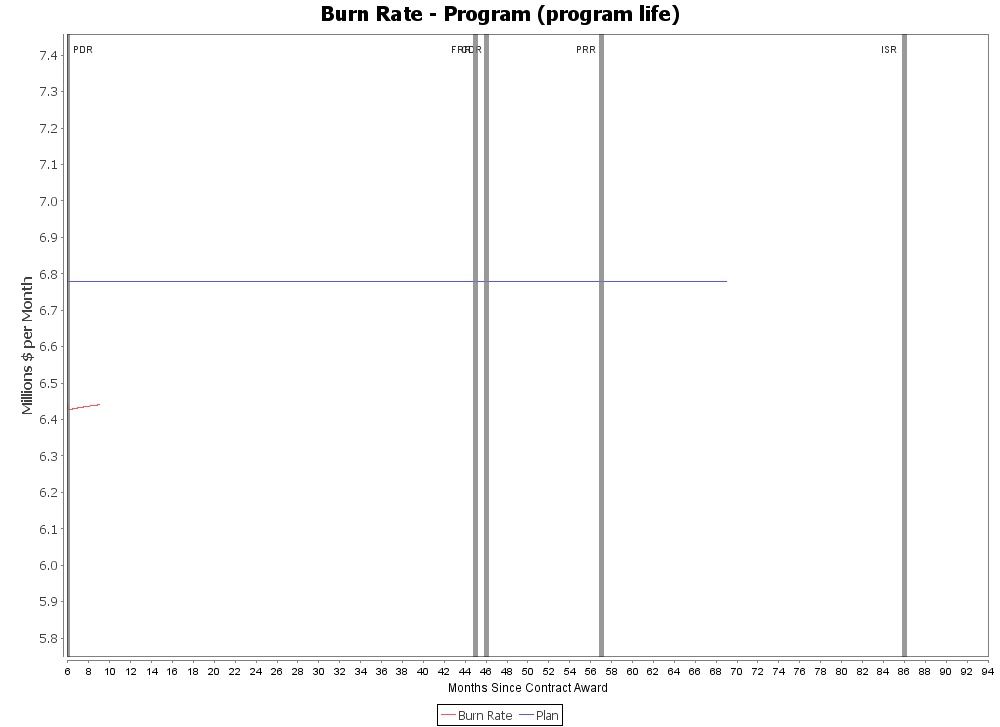 Burn Rate - Program (program life)
PDR FRR CDR PRR ISR
7.4
7.3
7.2
7.1
7.0
6.9
6.8
6.7
6.6
6.5
6.4
6.3
6.2
6.1
6.0
5.9
5.8
Millions $ per Month
6 8 10 12 14 16 18 20 22 24 26 28 30 32 34 36 38 40 42 44 46 48 50 52 54 56 58 60 62 64 66 68 70 72 74 76 78 80 82 84 86 88 90 92 94
Months Since Contract Award
Burn Rate Plan